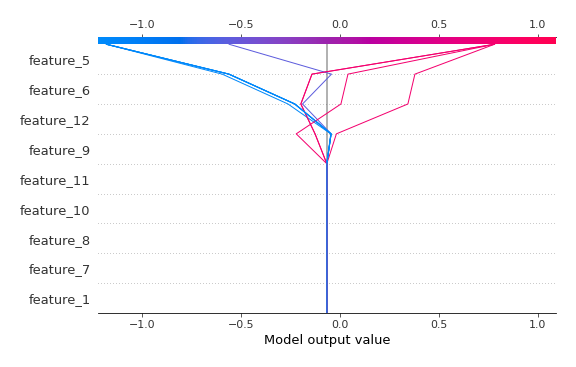 −1.0 −0.5 0.0 0.5 1.0
feature_5
feature_6
feature_12
feature_9
feature_11
feature_10
feature_8
feature_7
feature_1
−1.0 −0.5 0.0 0.5 1.0
Model output value